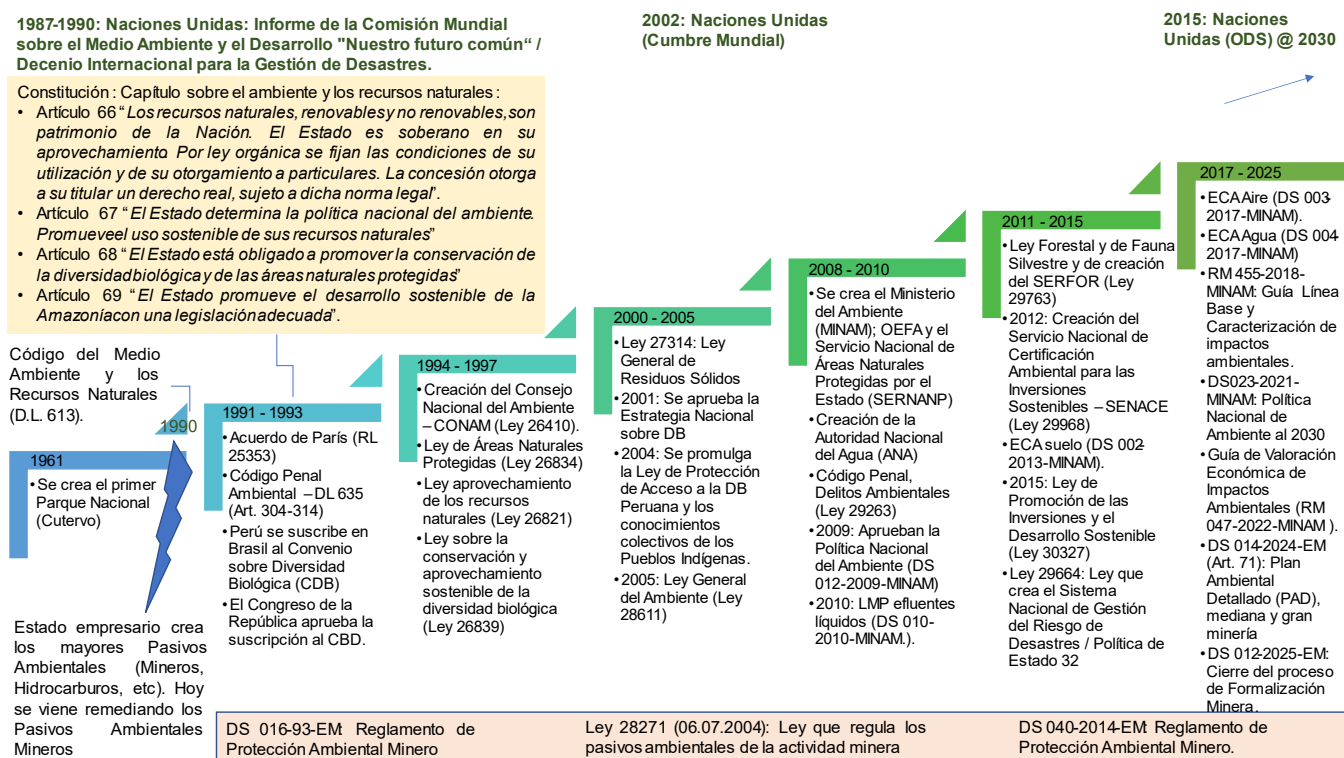 1987-1990: Naciones Unidas: Informe de la Comisión Mundial
sobre el Medio Ambiente y el Desarrollo "Nuestro futuro común“ /
Decenio Internacional para la Gestión de Desastres.
2002: Naciones Unidas
(Cumbre Mundial)
2015: Naciones
Unidas (ODS) @ 2030
Constitución : Capítulo sobre el ambiente y los recursos naturales :
• Artículo 66 “ Los recursos naturales, renovables y no renovables, son
patrimonio de la Nación. El Estado es soberano en su
aprovechamiento. Por ley orgánica se fijan las condiciones de su
utilización y de su otorgamiento a particulares. La concesión otorga
a su titular un derecho real, sujeto a dicha norma legal”.
• Artículo 67 “ El Estado determina la política nacional del ambiente.
Promueve el uso sostenible de sus recursos naturales”
• Artículo 68 “ El Estado está obligado a promover la conservación de
la diversidad biológica y de las áreas naturales protegidas”
• Artículo 69 “ El Estado promueve el desarrollo sostenible de la
Amazonía con una legislación adecuada”.
Código del Medio
Ambiente y los
Recursos Naturales
(D.L. 613).
1990
1961
• Se crea el primer
Parque Nacional
(Cutervo)
Estado empresario crea
los mayores Pasivos
Ambientales (Mineros,
Hidrocarburos, etc). Hoy
se viene remediando los
Pasivos Ambientales
Mineros
1991 - 1993
• Acuerdo de París (RL
25353)
• Código Penal
Ambiental – DL 635
(Art. 304-314)
• Perú se suscribe en
Brasil al Convenio
sobre Diversidad
Biológica (CDB)
• El Congreso de la
República aprueba la
suscripción al CBD.
1994 - 1997
• Creación del Consejo
Nacional del Ambiente
– CONAM (Ley 26410).
• Ley de Áreas Naturales
Protegidas (Ley 26834)
• Ley aprovechamiento
de los recursos
naturales (Ley 26821)
• Ley sobre la
conservación y
aprovechamiento
sostenible de la
diversidad biológica
(Ley 26839)
2000 - 2005
• Ley 27314: Ley
General de
Residuos Sólidos
• 2001: Se aprueba la
Estrategia Nacional
sobre DB
• 2004: Se promulga
la Ley de Protección
de Acceso a la DB
Peruana y los
conocimientos
colectivos de los
Pueblos Indígenas.
• 2005: Ley General
del Ambiente (Ley
28611)
2008 - 2010
• Se crea el Ministerio
del Ambiente
(MINAM); OEFA y el
Servicio Nacional de
Áreas Naturales
Protegidas por el
Estado (SERNANP)
• Creación de la
Autoridad Nacional
del Agua (ANA)
• Código Penal,
Delitos Ambientales
(Ley 29263)
• 2009: Aprueban la
Política Nacional
del Ambiente (DS
012-2009-MINAM)
• 2010: LMP efluentes
líquidos (DS 010-
2010-MINAM.).
2011 - 2015
• Ley Forestal y de Fauna
Silvestre y de creación
del SERFOR (Ley
29763)
• 2012: Creación del
Servicio Nacional de
Certificación
Ambiental para las
Inversiones
Sostenibles – SENACE
(Ley 29968)
• ECA suelo (DS 002-
2013-MINAM).
• 2015: Ley de
Promoción de las
Inversiones y el
Desarrollo Sostenible
(Ley 30327)
• Ley 29664: Ley que
crea el Sistema
Nacional de Gestión
del Riesgo de
Desastres / Política de
Estado 32
2017 - 2025
• ECA Aire (DS 003-
2017-MINAM).
• ECA Agua (DS 004-
2017-MINAM)
• RM 455-2018-
MINAM: Guía Línea
Base y
Caracterización de
impactos
ambientales.
• DS023-2021-
MINAM: Política
Nacional de
Ambiente al 2030
• Guía de Valoración
Económica de
Impactos
Ambientales (RM
047-2022-MINAM ).
• DS 014-2024-EM
(Art. 71): Plan
Ambiental
Detallado (PAD),
mediana y gran
minería
• DS 012-2025-EM:
Cierre del proceso
de Formalización
Minera.
DS 016-93-EM: Reglamento de
Protección Ambiental Minero
Ley 28271 (06.07.2004): Ley que regula los
pasivos ambientales de la actividad minera
DS 040-2014-EM: Reglamento de
Protección Ambiental Minero.